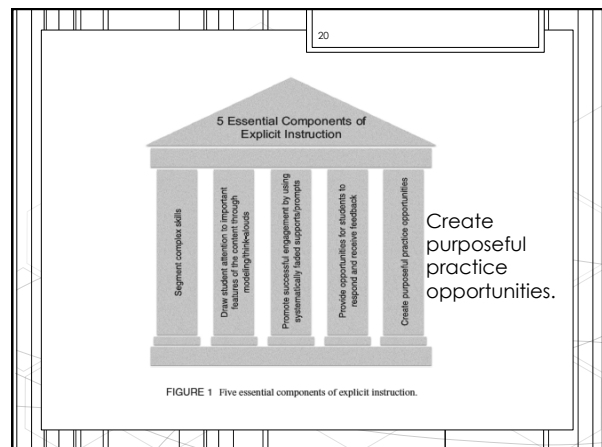 20
5 Essential Components of
Explicit Instruction
Segment complex skills
Draw student attention to important
features of the content through
modeling/think-alouds
Promote successful engagement by using
systematically faded supports/prompts
Provide opportunities for students to
respond and receive feedback
Create purposeful practice opportunities
Create
purposeful
practice
opportunities.
FIGURE 1 Five essential components of explicit instruction.